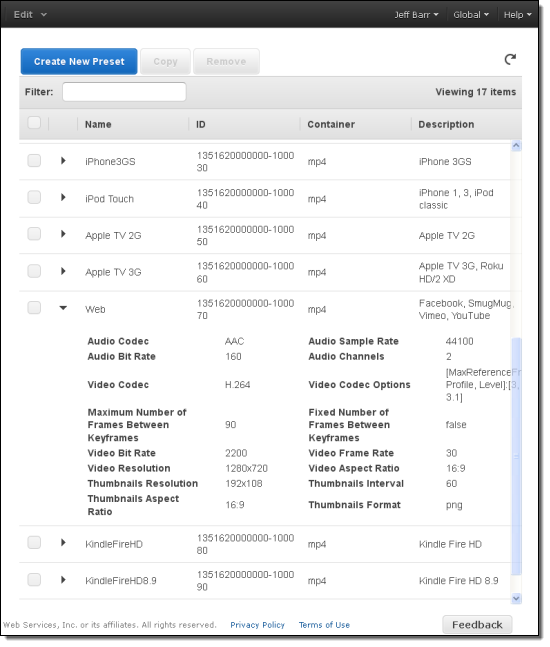 Edit Jeff Barr Global Help
Create New Preset Copy Remove
Filter: Viewing 17 items
Name ID Container Description
iPhone3GS 1351620000000-1000 mp4 iPhone 3GS
30
iPod Touch 1351620000000-1000 mp4 iPhone 1, 3, iPod
40 classic
Apple TV 2G 1351620000000-1000 mp4 Apple TV 2G
50
Apple TV 3G 1351620000000-1000 mp4 Apple TV 3G, Roku
60 HD/2 XD
Web 1351620000000-1000 mp4 Facebook, SmugMug,
70 Vimeo, YouTube
Audio Codec AAC Audio Sample Rate 44100
Audio Bit Rate 160 Audio Channels 2
Video Codec H.264 Video Codec Options [MaxReferenceFr
Profile, Level]:[3,
3.1]
Maximum Number of Fixed Number of
Frames Between 90 Frames Between false
Keyframes Keyframes
Video Bit Rate 2200 Video Frame Rate 30
Video Resolution 1280x720 Video Aspect Ratio 16:9
Thumbnails Resolution 192x108 Thumbnails Interval 60
Thumbnails Aspect 16:9 Thumbnails Format png
Ratio
KindleFireHD 1351620000000-1000 mp4 Kindle Fire HD
80
KindleFireHD8.9 1351620000000-1000 mp4 Kindle Fire HD 8.9
90
Web Services, Inc. or its affiliates. All rights reserved. Privacy Policy Terms of Use Feedback